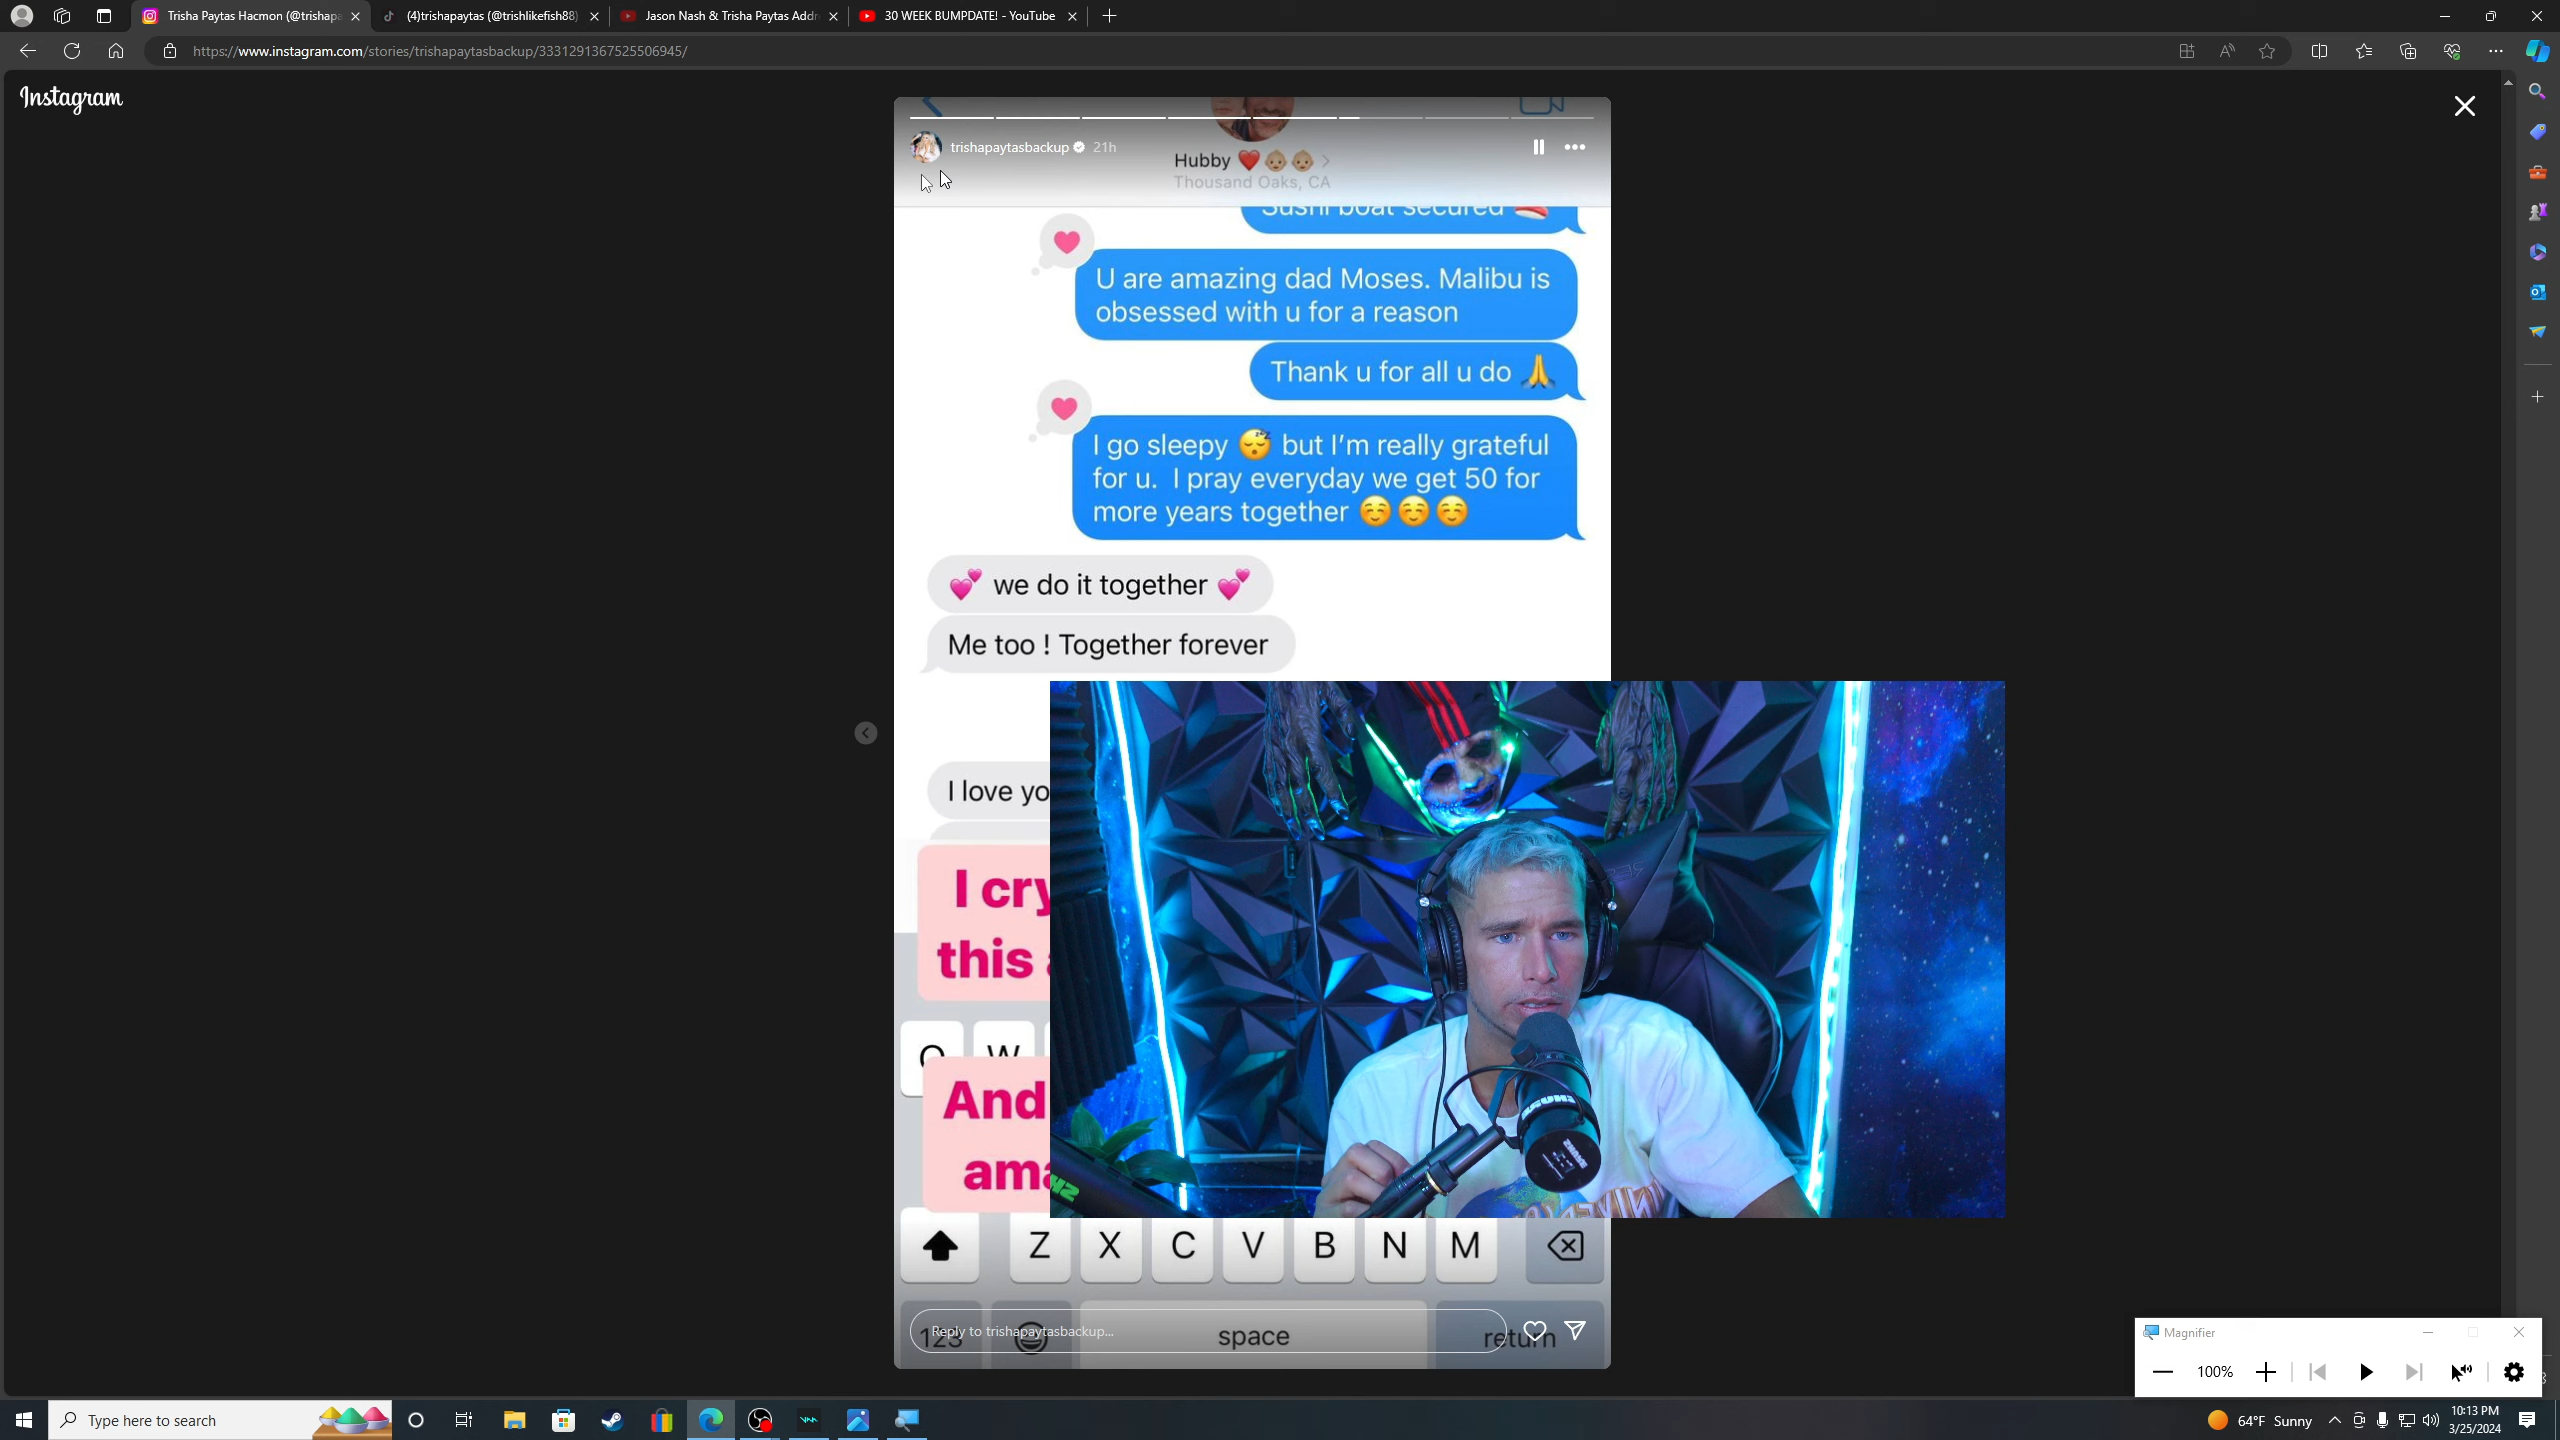 Trisha Paytas Hacmon (@trishapa
(4)trishapaytas (@trishlikefish88)
Jason Nash & Trisha Paytas Addr
30 WEEK BUMPDATE! - YouTube
https://www.instagram.com/stories/trishapaytasbackup/3331291367525506945/
Instagram
trishapaytasbackup 21h
Hubby ❤️👶🏼👶🏼 >
Thousand Oaks, CA
Sushi boat secured 🍣
U are amazing dad Moses. Malibu is
obsessed with u for a reason
Thank u for all u do 🙏
I go sleepy 😴 but I'm really grateful
for u. I pray everyday we get 50 for
more years together ☺️☺️☺️
💕 we do it together 💕
Me too ! Together forever
I love yo
I cry
this
Q W
And
ama
Z X C V B N M
123 space return
Reply to trishapaytasbackup...
Magnifier
100%
Type here to search
64°F Sunny
10:13 PM
3/25/2024